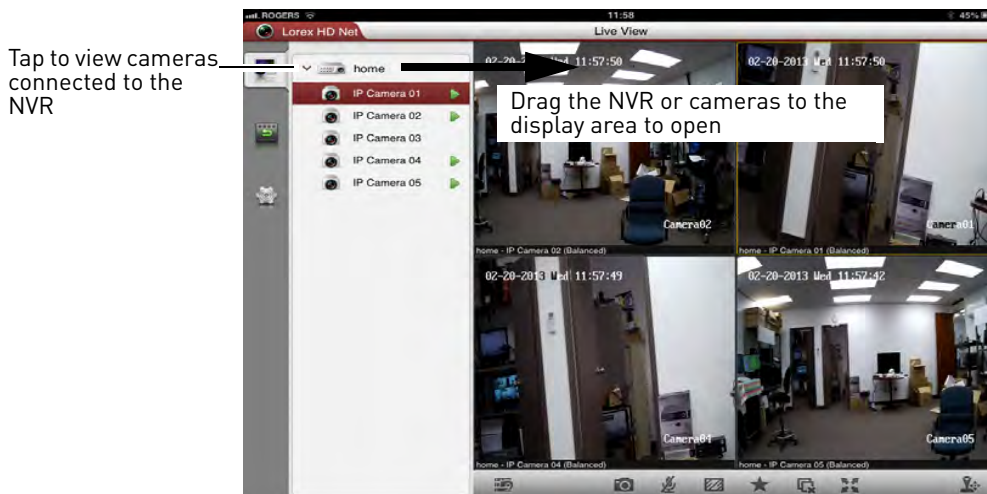 ROGERS 11:58 45%
Lorex HD Net Live View
Tap to view cameras
connected to the
NVR
home
IP Camera 01
IP Camera 02
IP Camera 03
IP Camera 04
IP Camera 05
Drag the NVR or cameras to the
display area to open
02-20-2013 Wed 11:57:50
Camera02
home - IP Camera 02 (Balanced)
02-20-2013 Wed 11:57:50
Camera01
home - IP Camera 01 (Balanced)
02-20-2013 Wed 11:57:49
Camera04
home - IP Camera 04 (Balanced)
02-20-2013 Wed 11:57:42
Camera05
home - IP Camera 05 (Balanced)